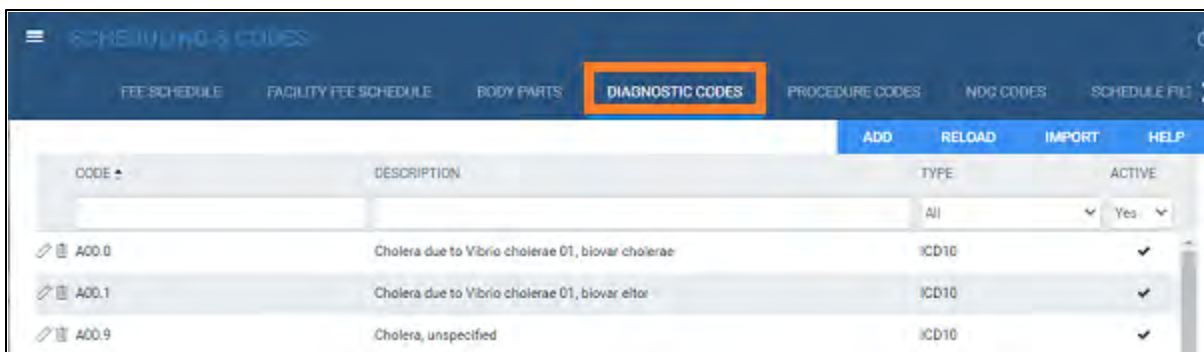 SCHEDULING & CODES
FEE SCHEDULE FACILITY FEE SCHEDULE BODY PARTS DIAGNOSTIC CODES PROCEDURE CODES NDC CODES SCHEDULE FILT
ADD RELOAD IMPORT HELP
CODE DESCRIPTION TYPE ACTIVE
All Yes
A00.0 Cholera due to Vibrio cholerae 01, biovar cholerae ICD10
A00.1 Cholera due to Vibrio cholerae 01, biovar eltor ICD10
A00.9 Cholera, unspecified ICD10